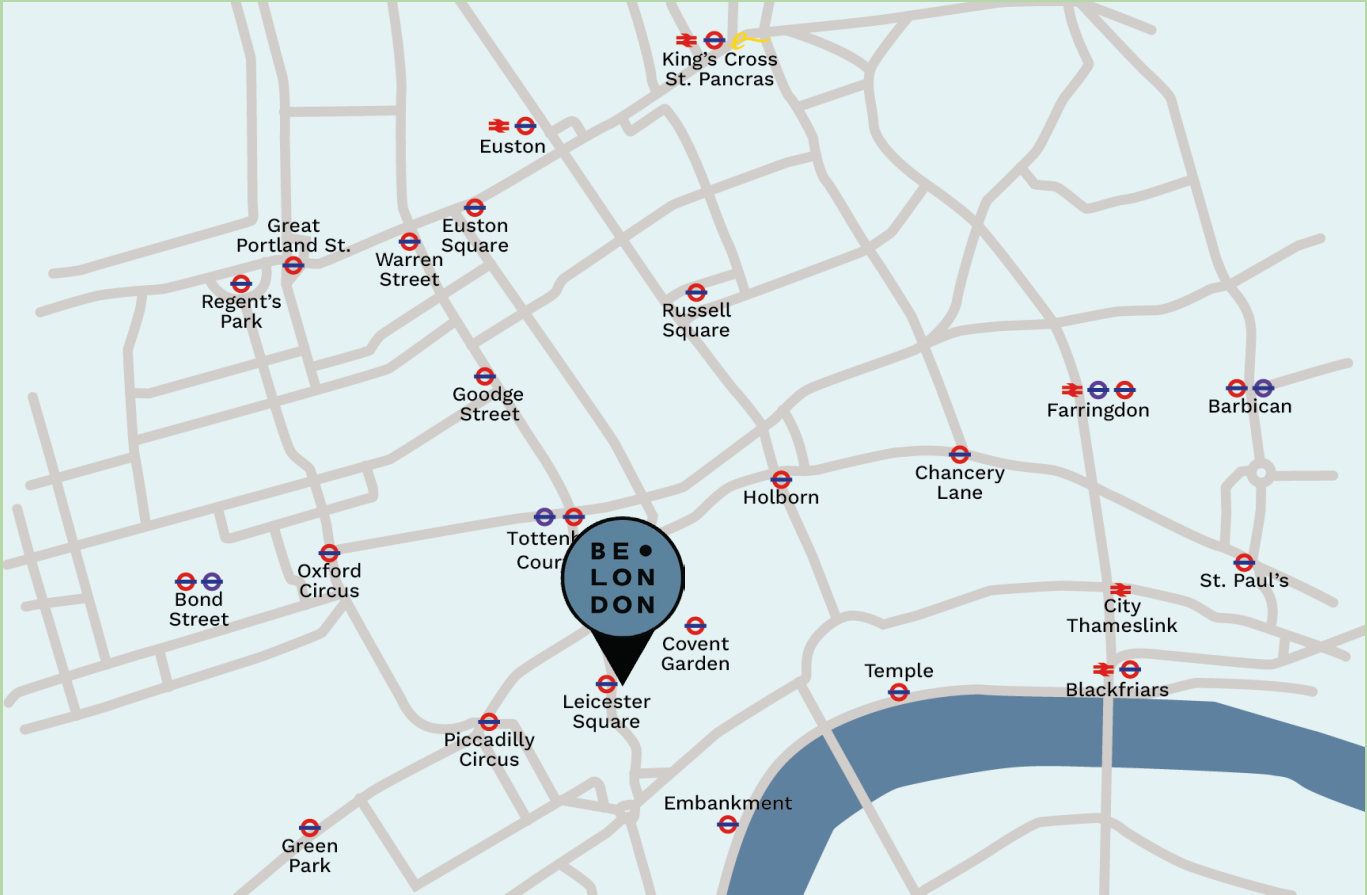 King's Cross
St. Pancras
Euston
Great
Portland St.
Euston
Square
Warren
Street
Regent's
Park
Russell
Square
Goodge
Street
Farringdon
Barbican
Chancery
Lane
Holborn
BE •
LON
DON
Oxford
Circus
Bond
Street
St. Paul's
City
Thameslink
Covent
Garden
Temple
Blackfriars
Leicester
Square
Piccadilly
Circus
Embankment
Green
Park